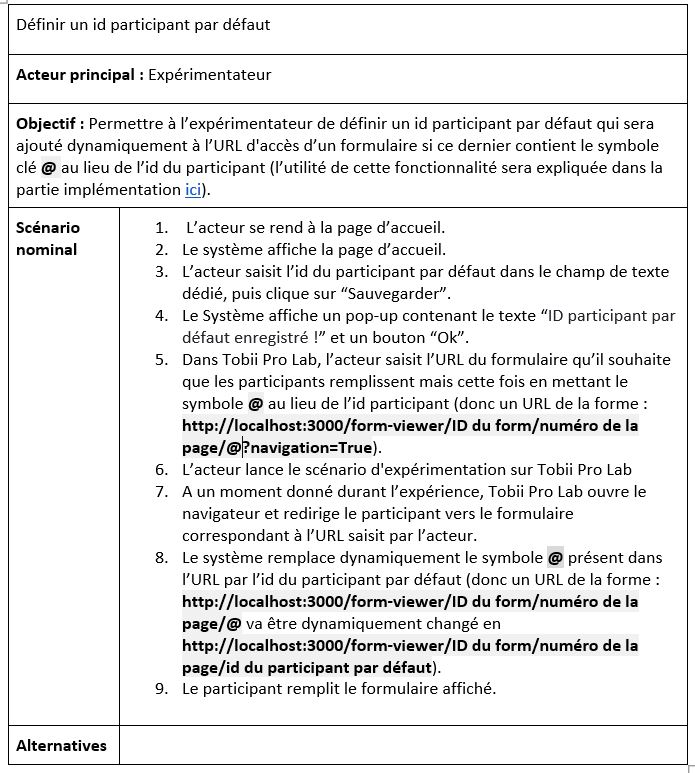 Définir un id participant par défaut
Acteur principal : Expérimentateur
Objectif : Permettre à l’expérimentateur de définir un id participant par défaut qui sera
ajouté dynamiquement à l’URL d'accès d’un formulaire si ce dernier contient le symbole
clé @ au lieu de l’id du participant (l’utilité de cette fonctionnalité sera expliquée dans la
partie implémentation ici).
Scénario
nominal
1. L’acteur se rend à la page d’accueil.
2. Le système affiche la page d’accueil.
3. L’acteur saisit l’id du participant par défaut dans le champ de texte
dédié, puis clique sur “Sauvegarder”.
4. Le Système affiche un pop-up contenant le texte “ID participant par
défaut enregistré !” et un bouton “Ok”.
5. Dans Tobii Pro Lab, l’acteur saisit l’URL du formulaire qu’il souhaite
que les participants remplissent mais cette fois en mettant le
symbole @ au lieu de l’id participant (donc un URL de la forme :
http://localhost:3000/form-viewer/ID du form/numéro de la
page/@?navigation=True).
6. L’acteur lance le scénario d'expérimentation sur Tobii Pro Lab
7. A un moment donné durant l’expérience, Tobii Pro Lab ouvre le
navigateur et redirige le participant vers le formulaire
correspondant à l’URL saisit par l’acteur.
8. Le système remplace dynamiquement le symbole @ présent dans
l’URL par l’id du participant par défaut (donc un URL de la forme :
http://localhost:3000/form-viewer/ID du form/numéro de la
page/@ va être dynamiquement changé en
http://localhost:3000/form-viewer/ID du form/numéro de la
page/id du participant par défaut).
9. Le participant remplit le formulaire affiché.
Alternatives